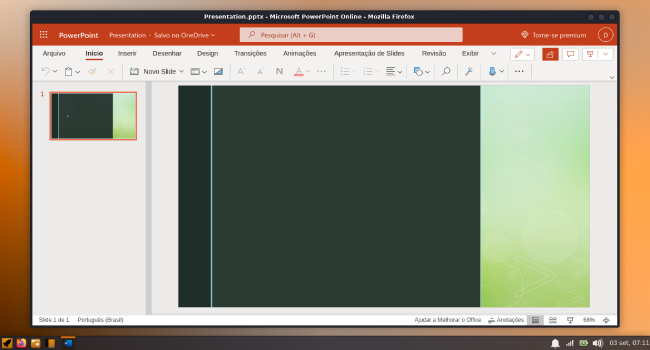 Presentation.pptx - Microsoft PowerPoint Online - Mozilla Firefox
PowerPoint Presentation - Salvo no OneDrive Pesquisar (Alt + G) Torne-se premium D
Arquivo Início Inserir Desenhar Design Transições Animações Apresentação de Slides Revisão Exibir
Novo Slide A A N A
1
Slide 1 de 1 Português (Brasil) Ajudar a Melhorar o Office Anotações 68%
03 set, 07:11